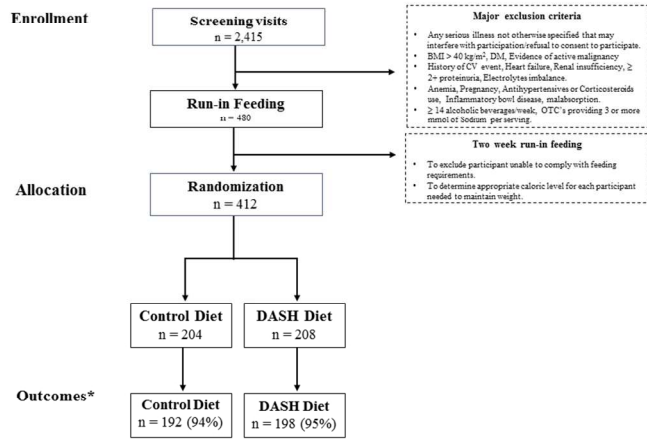 Enrollment
Screening visits
n = 2,415
Major exclusion criteria
• Any serious illness not otherwise specified that may
interfere with participation/refusal to consent to participate.
• BMI > 40 kg/m², DM, Evidence of active malignancy
• History of CV event, Heart failure, Renal insufficiency, ≥
2+ proteinuria, Electrolytes imbalance.
• Anemia, Pregnancy, Antihypertensives or Corticosteroids
use, Inflammatory bowl disease, malabsorption.
• ≥ 14 alcoholic beverages/week, OTC's providing 3 or more
mmol of Sodium per serving.
Run-in Feeding
n = 480
Two week run-in feeding
• To exclude participant unable to comply with feeding
requirements.
• To determine appropriate caloric level for each participant
needed to maintain weight.
Allocation
Randomization
n = 412
Control Diet
n = 204
DASH Diet
n = 208
Outcomes*
Control Diet
n = 192 (94%)
DASH Diet
n = 198 (95%)